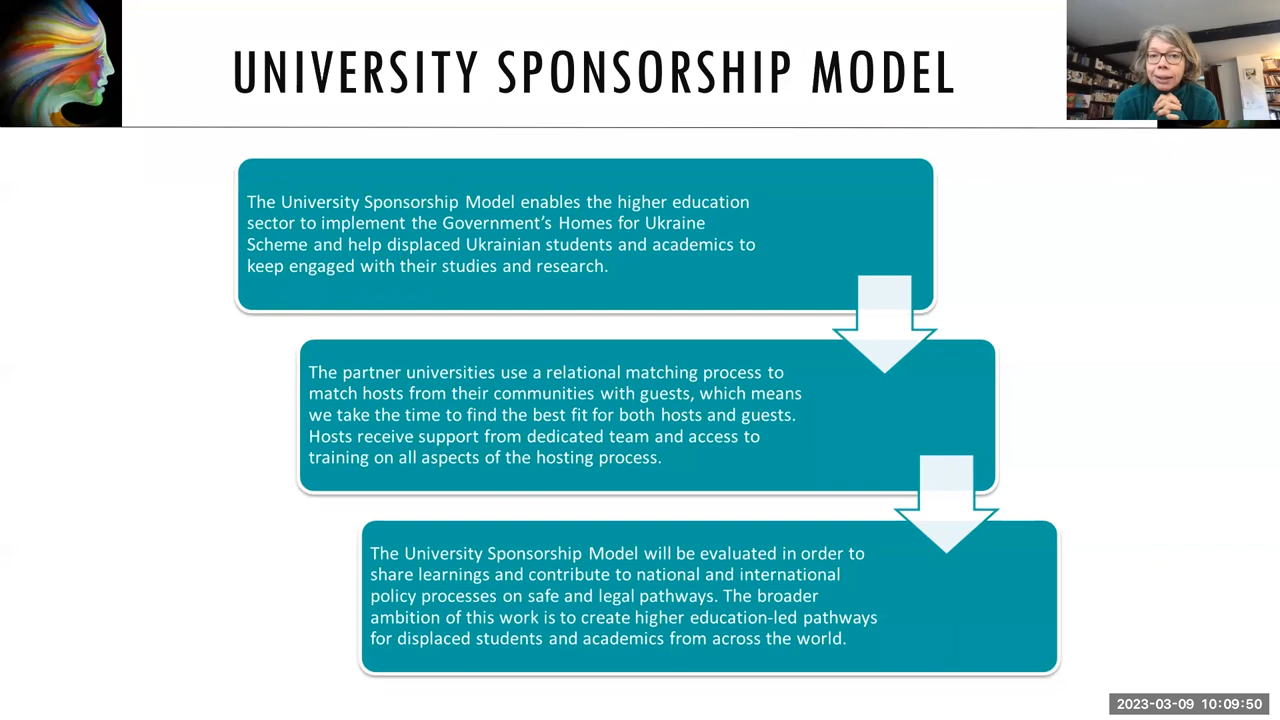 UNIVERSITY SPONSORSHIP MODEL
The University Sponsorship Model enables the higher education
sector to implement the Government’s Homes for Ukraine
Scheme and help displaced Ukrainian students and academics to
keep engaged with their studies and research.
The partner universities use a relational matching process to
match hosts from their communities with guests, which means
we take the time to find the best fit for both hosts and guests.
Hosts receive support from dedicated team and access to
training on all aspects of the hosting process.
The University Sponsorship Model will be evaluated in order to
share learnings and contribute to national and international
policy processes on safe and legal pathways. The broader
ambition of this work is to create higher education-led pathways
for displaced students and academics from across the world.
2023-03-09 10:09:50